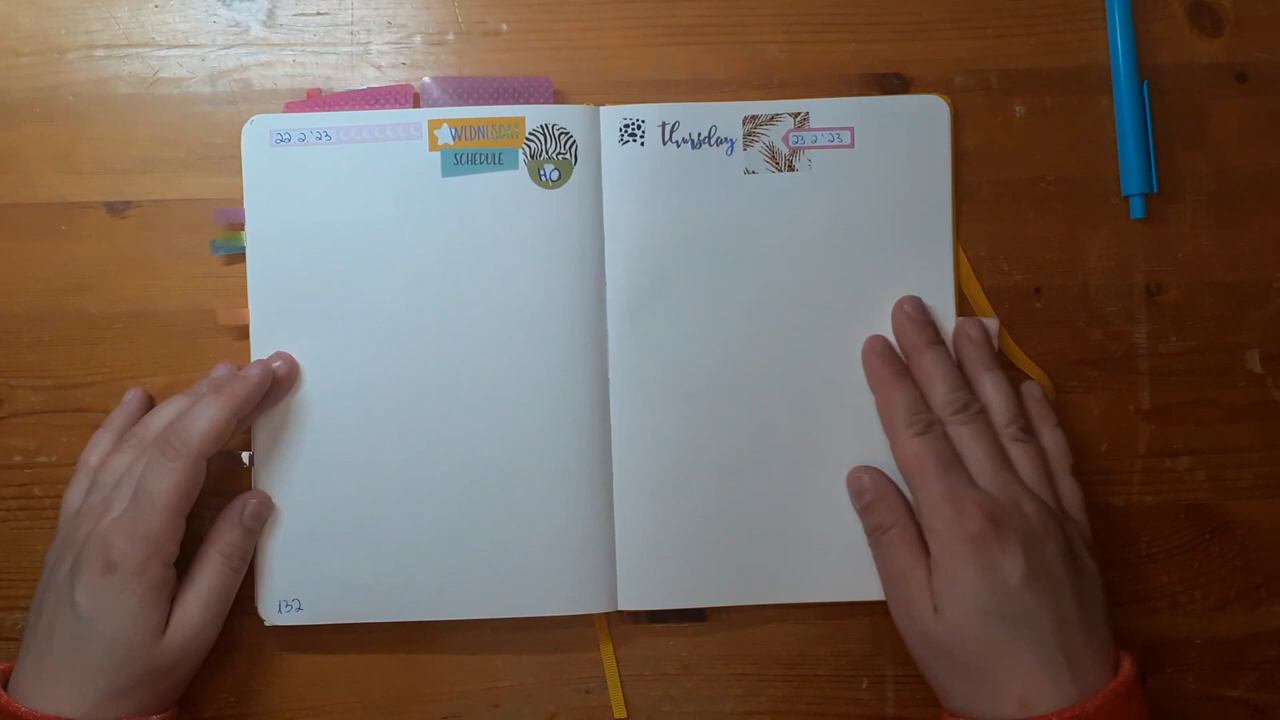 22.2.'23
WEDNESDAY
SCHEDULE
HO
thursday
23.2.'23
132